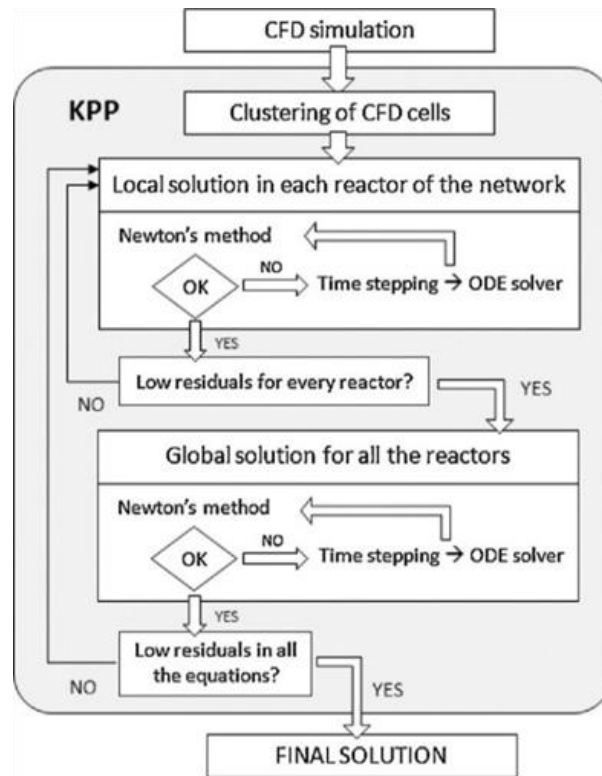 CFD simulation
KPP
Clustering of CFD cells
Local solution in each reactor of the network
Newton's method
OK
NO
Time stepping → ODE solver
YES
Low residuals for every reactor?
NO
YES
Global solution for all the reactors
Newton's method
OK
NO
Time stepping → ODE solver
YES
Low residuals in all
the equations?
NO
YES
FINAL SOLUTION